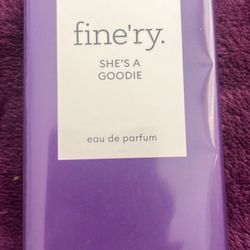 fine'ry.
SHE'S A
GOODIE
eau de parfum